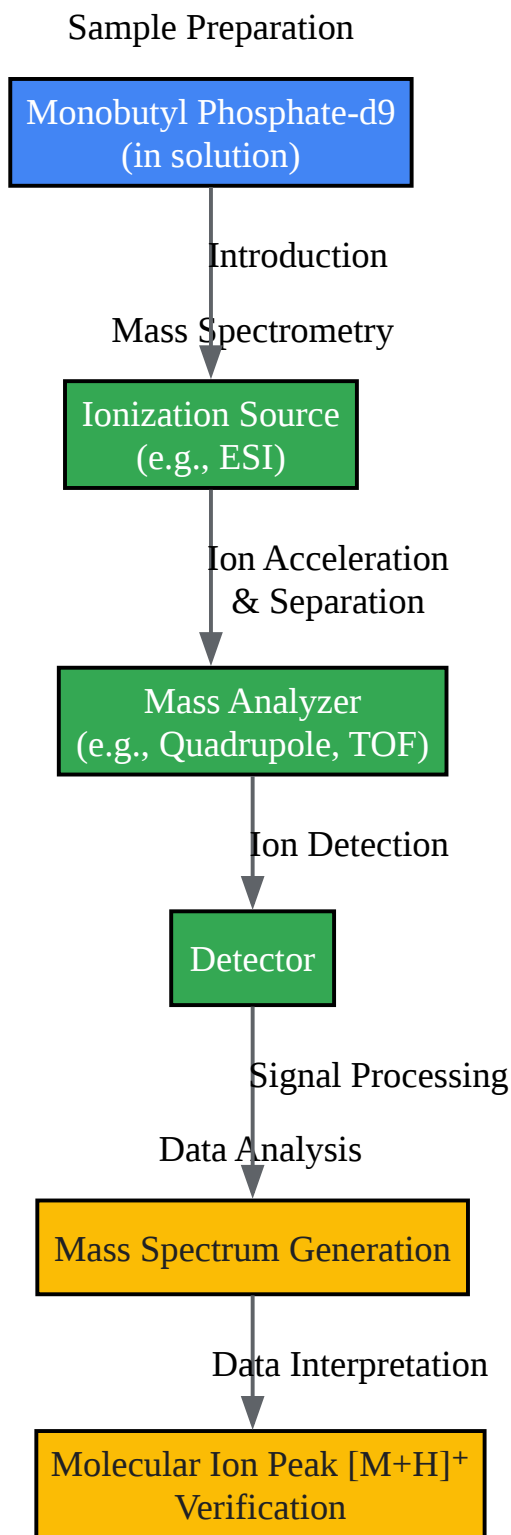 Sample Preparation
Monobutyl Phosphate-d9
(in solution)
Introduction
Mass Spectrometry
Ionization Source
(e.g., ESI)
Ion Acceleration
& Separation
Mass Analyzer
(e.g., Quadrupole, TOF)
Ion Detection
Detector
Signal Processing
Data Analysis
Mass Spectrum Generation
Data Interpretation
Molecular Ion Peak [M+H]⁺
Verification